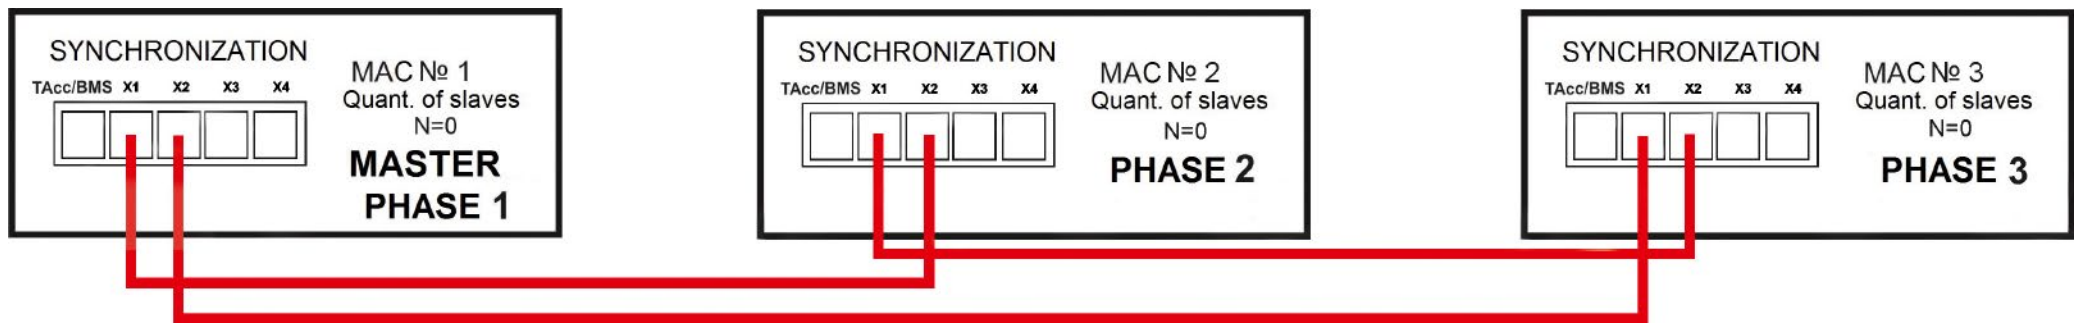 SYNCHRONIZATION
TAcc/BMS X1 X2 X3 X4
MAC № 1
Quant. of slaves
N=0
MASTER
PHASE 1
SYNCHRONIZATION
TAcc/BMS X1 X2 X3 X4
MAC № 2
Quant. of slaves
N=0
PHASE 2
SYNCHRONIZATION
TAcc/BMS X1 X2 X3 X4
MAC № 3
Quant. of slaves
N=0
PHASE 3